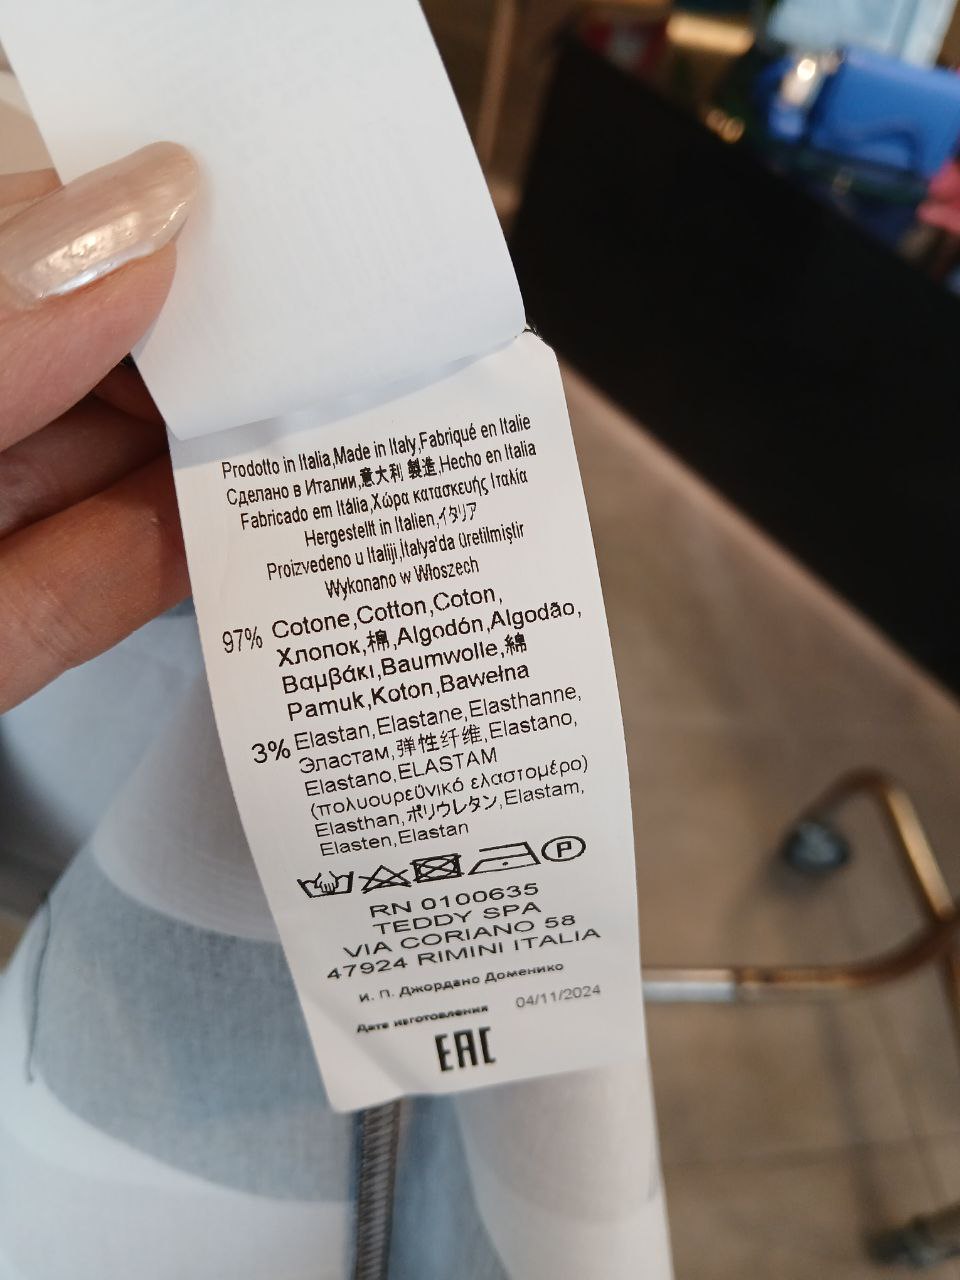 Prodotto in Italia,Made in Italy,Fabriqué en Italie
Сделано в Италии,意大利 製造,Hecho en Italia
Fabricado em Itália,Χώρα κατασκευής Ιταλία
Hergestellt in Italien,イタリア
Proizvedeno u Italiji,İtalya'da üretilmiştir
Wykonano w Włoszech
97% Cotone,Cotton,Coton,
Хлопок,棉,Algodón,Algodão,
Βαμβάκι,Baumwolle,綿
Pamuk,Koton,Bawełna
3% Elastan,Elastane,Elasthanne,
Эластам,弹性纤维,Elastano,
Elastano,ELASTAM
(πολυουρεϋνικό ελαστομέρο)
Elasthan,ポリウレタン,Elastam,
Elasten,Elastan
P
RN 0100635
TEDDY SPA
VIA CORIANO 58
47924 RIMINI ITALIA
И. П. Джордано Доменико
Дата изготовления 04/11/2024
EAC